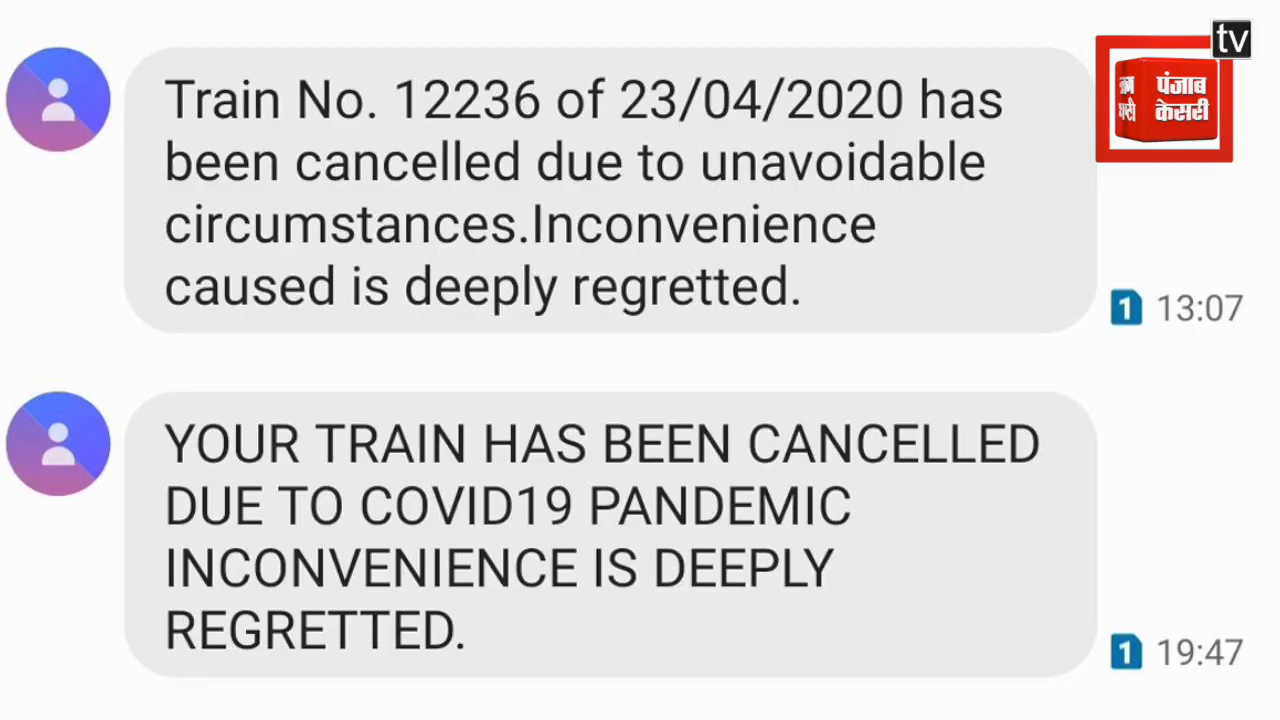 tv
पंजाब
केसरी
Train No. 12236 of 23/04/2020 has
been cancelled due to unavoidable
circumstances.Inconvenience
caused is deeply regretted.
1 13:07
YOUR TRAIN HAS BEEN CANCELLED
DUE TO COVID19 PANDEMIC
INCONVENIENCE IS DEEPLY
REGRETTED.
1 19:47